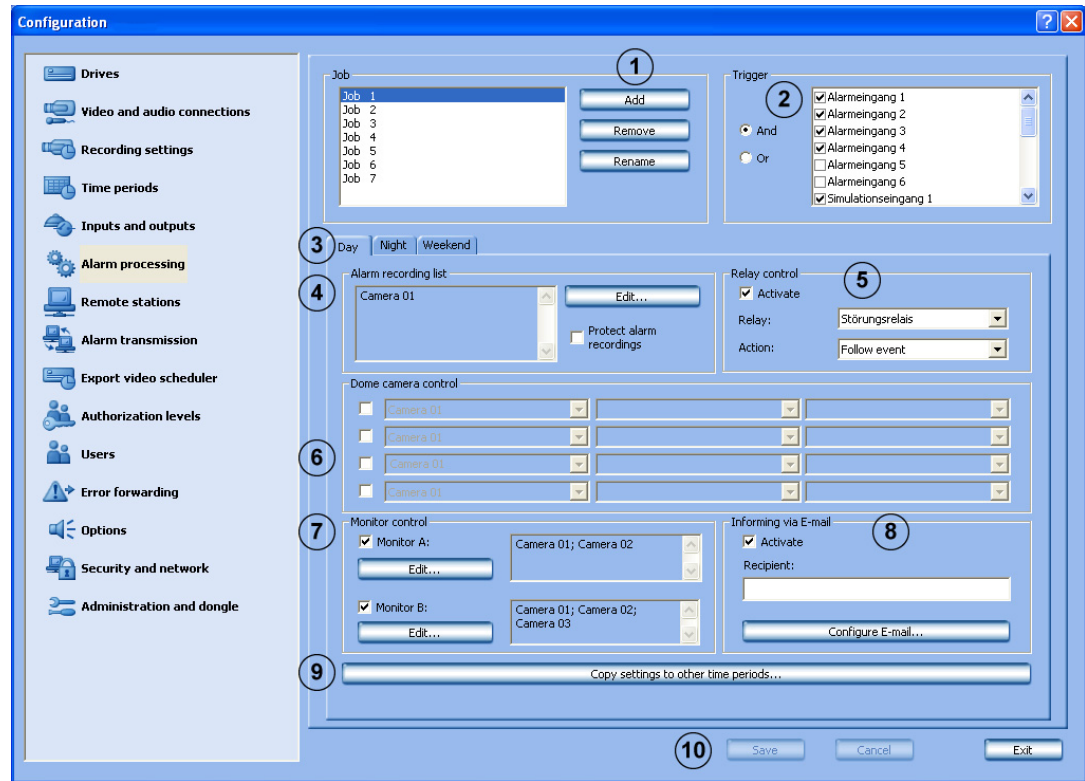 Configuration
Drives
Video and audio connections
Recording settings
Time periods
Inputs and outputs
Alarm processing
Remote stations
Alarm transmission
Export video scheduler
Authorization levels
Users
Error forwarding
Options
Security and network
Administration and dongle
Job
1
Job 1
Job 2
Job 3
Job 4
Job 5
Job 6
Job 7
Add
Remove
Rename
Trigger
2
And
Or
Alarmeingang 1
Alarmeingang 2
Alarmeingang 3
Alarmeingang 4
Alarmeingang 5
Alarmeingang 6
Simulationseingang 1
3
Day
Night
Weekend
4
Alarm recording list
Camera 01
Edit...
Protect alarm
recordings
Relay control
5
Activate
Relay:
Störungsrelais
Action:
Follow event
Dome camera control
Camera 01
Camera 01
6
Camera 01
Camera 01
7
Monitor control
Monitor A:
Edit...
Camera 01; Camera 02
Monitor B:
Edit...
Camera 01; Camera 02;
Camera 03
Informing via E-mail
8
Activate
Recipient:
Configure E-mail...
9
Copy settings to other time periods...
10
Save
Cancel
Exit